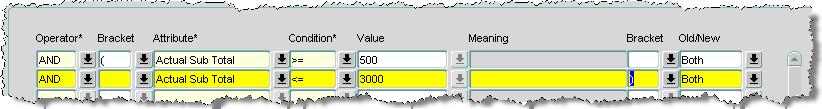 Operator* Bracket Attribute* Condition* Value Meaning Bracket Old/New
AND ( Actual Sub Total >= 500 Both
AND Actual Sub Total <= 3000 ) Both